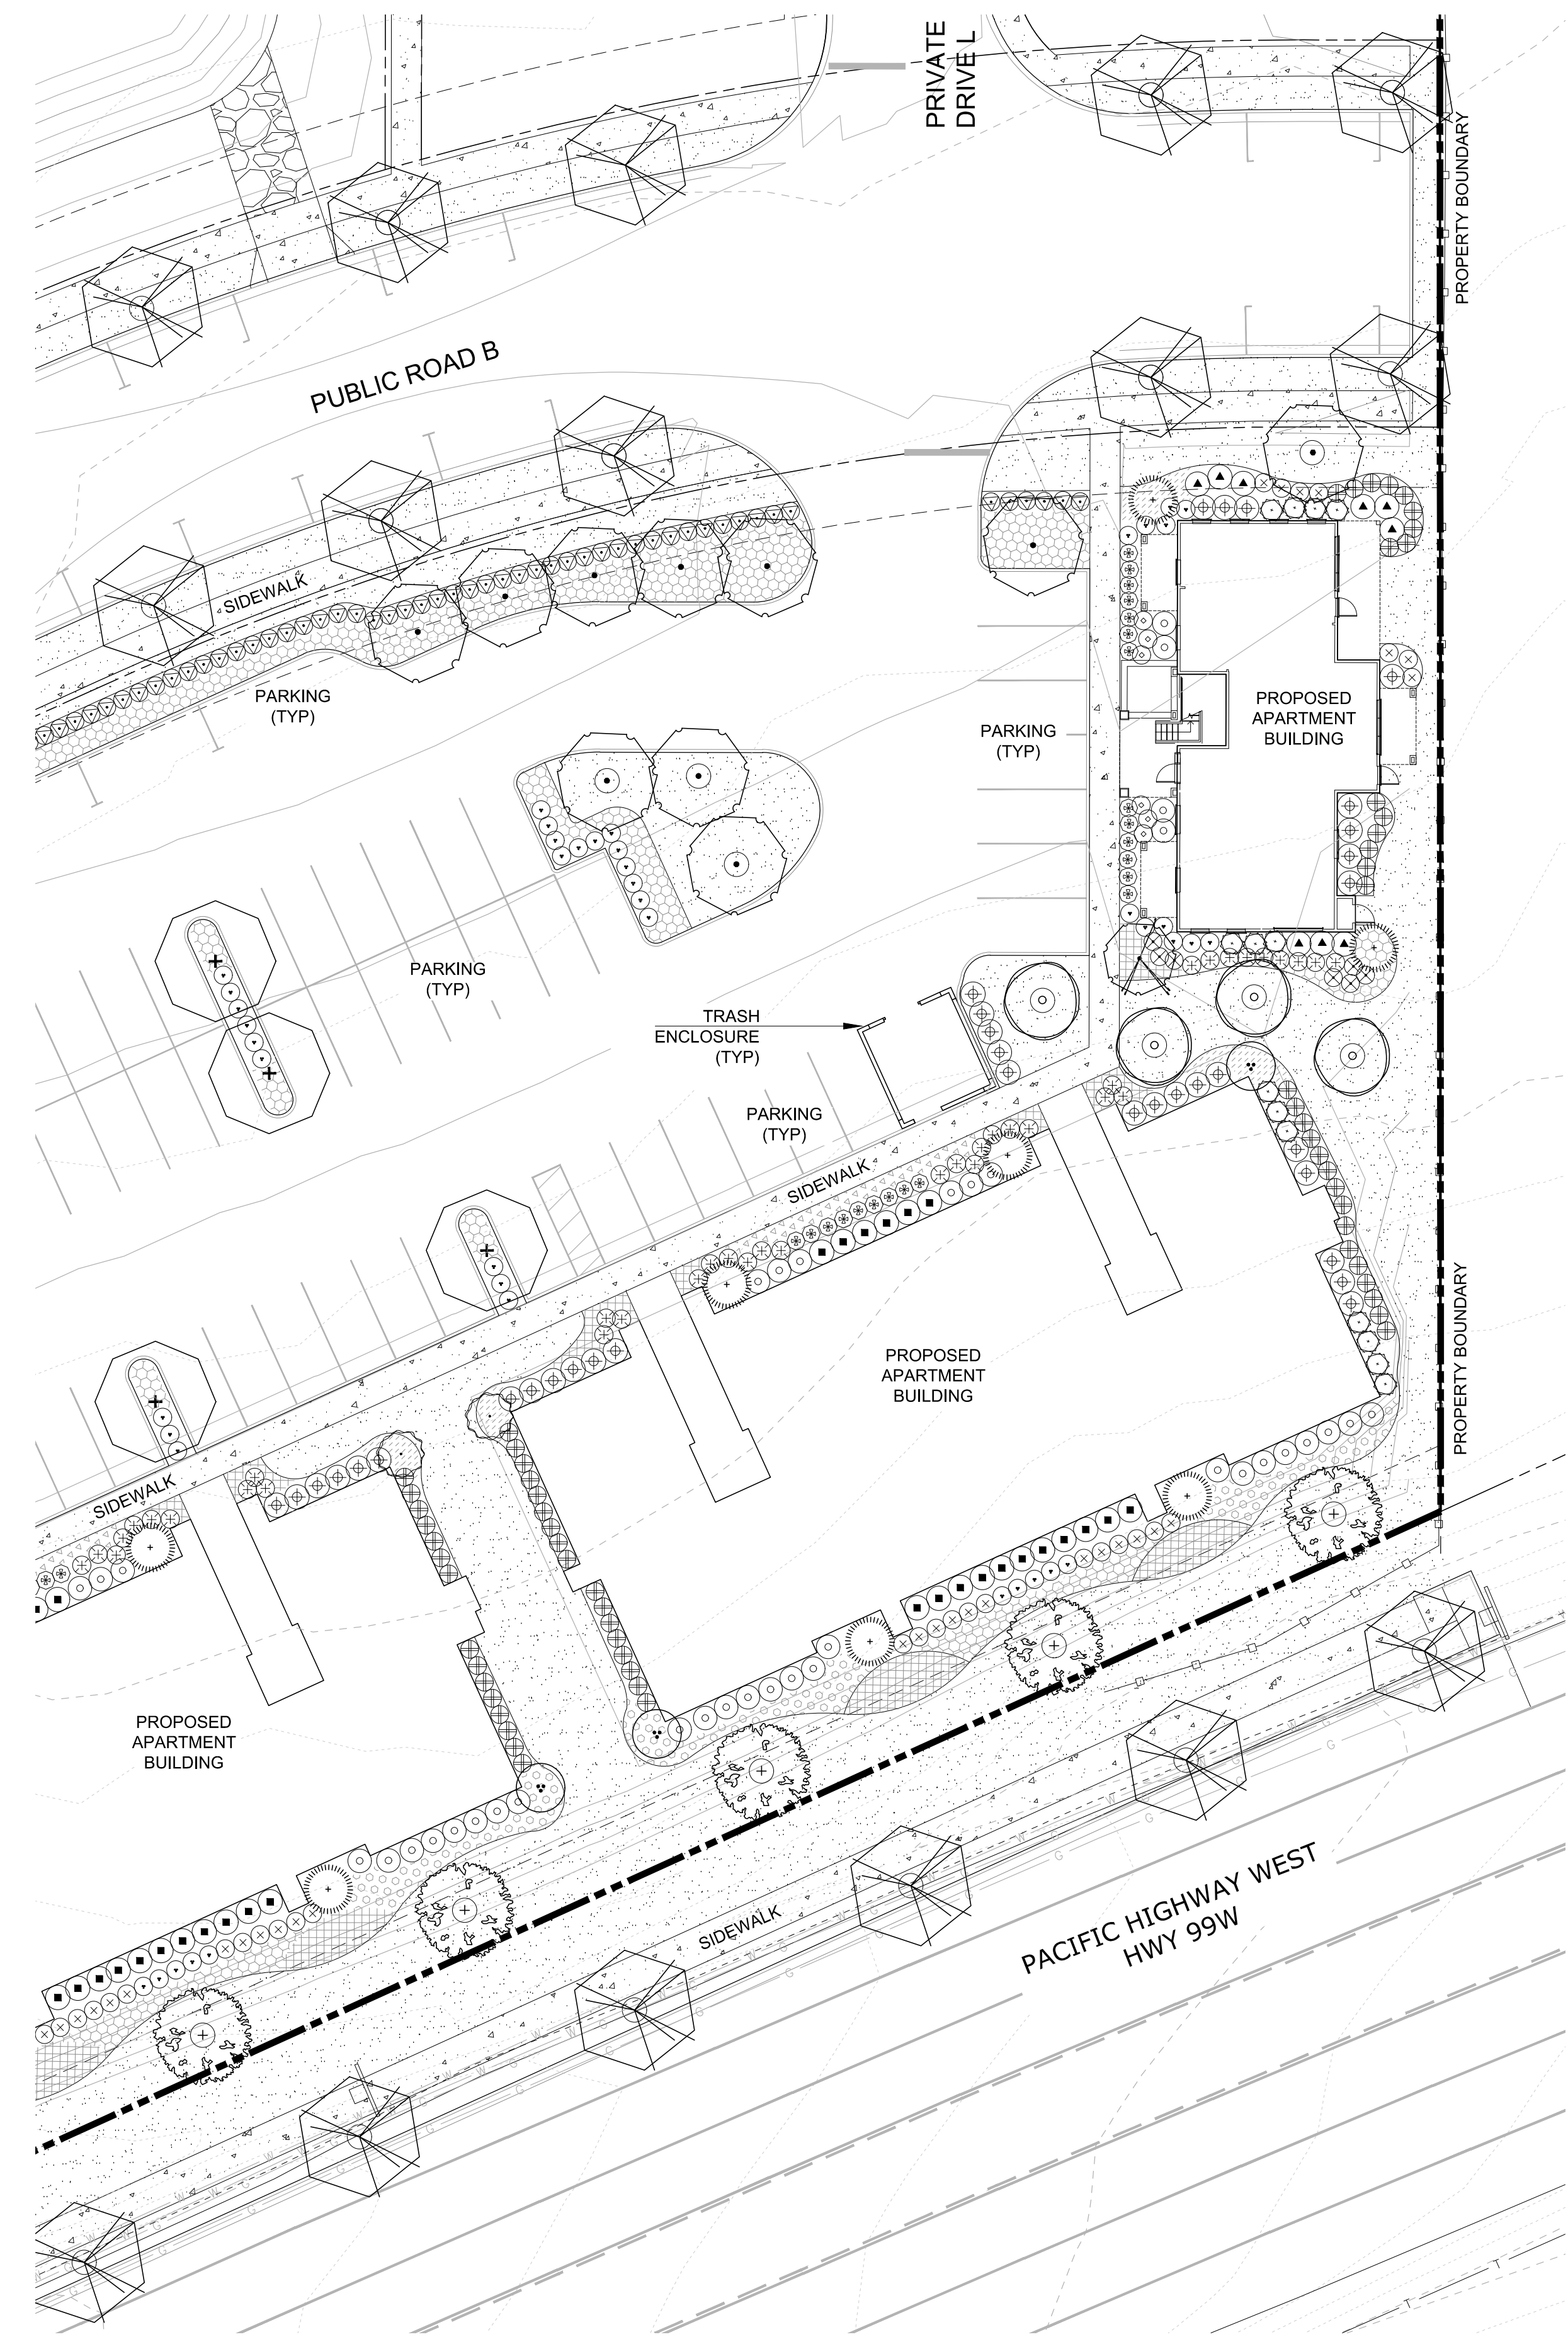 PRIVATE
DRIVE L
PROPERTY BOUNDARY
PUBLIC ROAD B
SIDEWALK
PARKING
(TYP)
PARKING
(TYP)
PROPOSED
APARTMENT
BUILDING
PARKING
(TYP)
TRASH
ENCLOSURE
(TYP)
PARKING
(TYP)
SIDEWALK
PROPERTY BOUNDARY
PROPOSED
APARTMENT
BUILDING
SIDEWALK
PROPOSED
APARTMENT
BUILDING
SIDEWALK
PACIFIC HIGHWAY WEST
HWY 99W